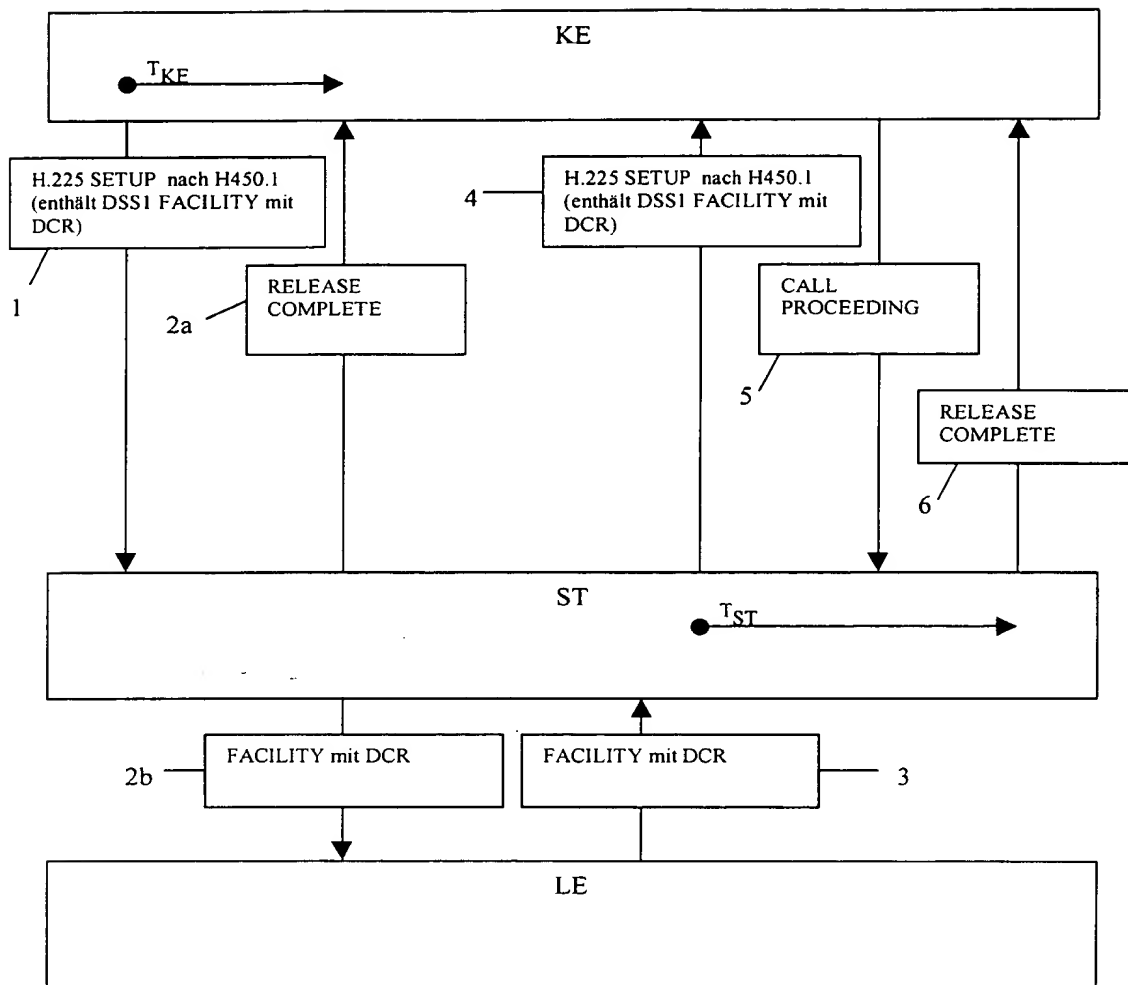 KE
TKE
H.225 SETUP nach H450.1
(enthält DSS1 FACILITY mit
DCR)
1
RELEASE
COMPLETE
2a
H.225 SETUP nach H450.1
(enthält DSS1 FACILITY mit
DCR)
4
CALL
PROCEEDING
5
RELEASE
COMPLETE
6
ST
TST
FACILITY mit DCR
2b
FACILITY mit DCR
3
LE